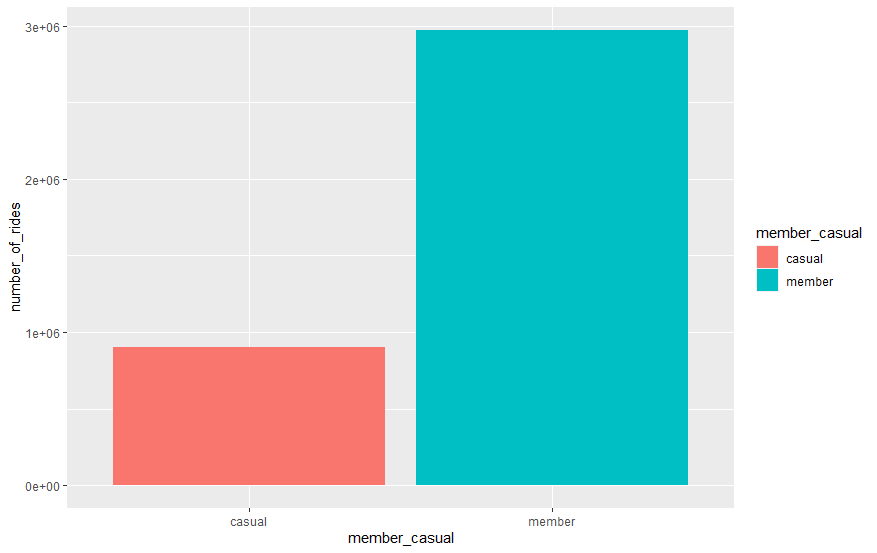 3e+06
2e+06
1e+06
0e+00
number_of_rides
casual
member
member_casual
member_casual
casual
member